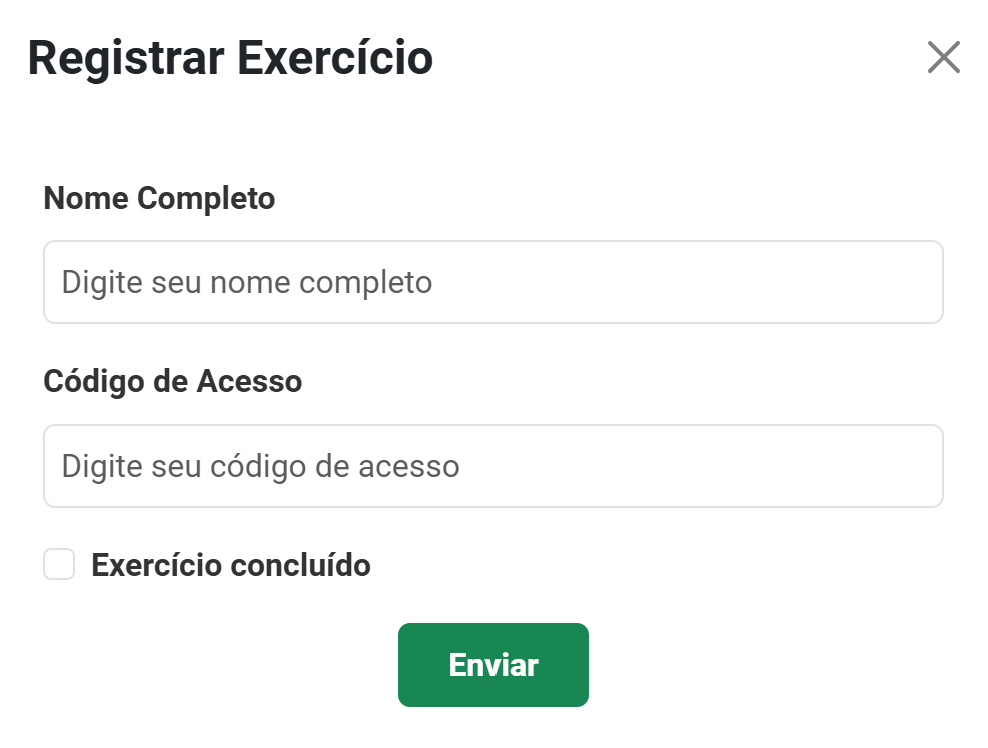 Registrar Exercício
Nome Completo
Digite seu nome completo
Código de Acesso
Digite seu código de acesso
Exercício concluído
Enviar